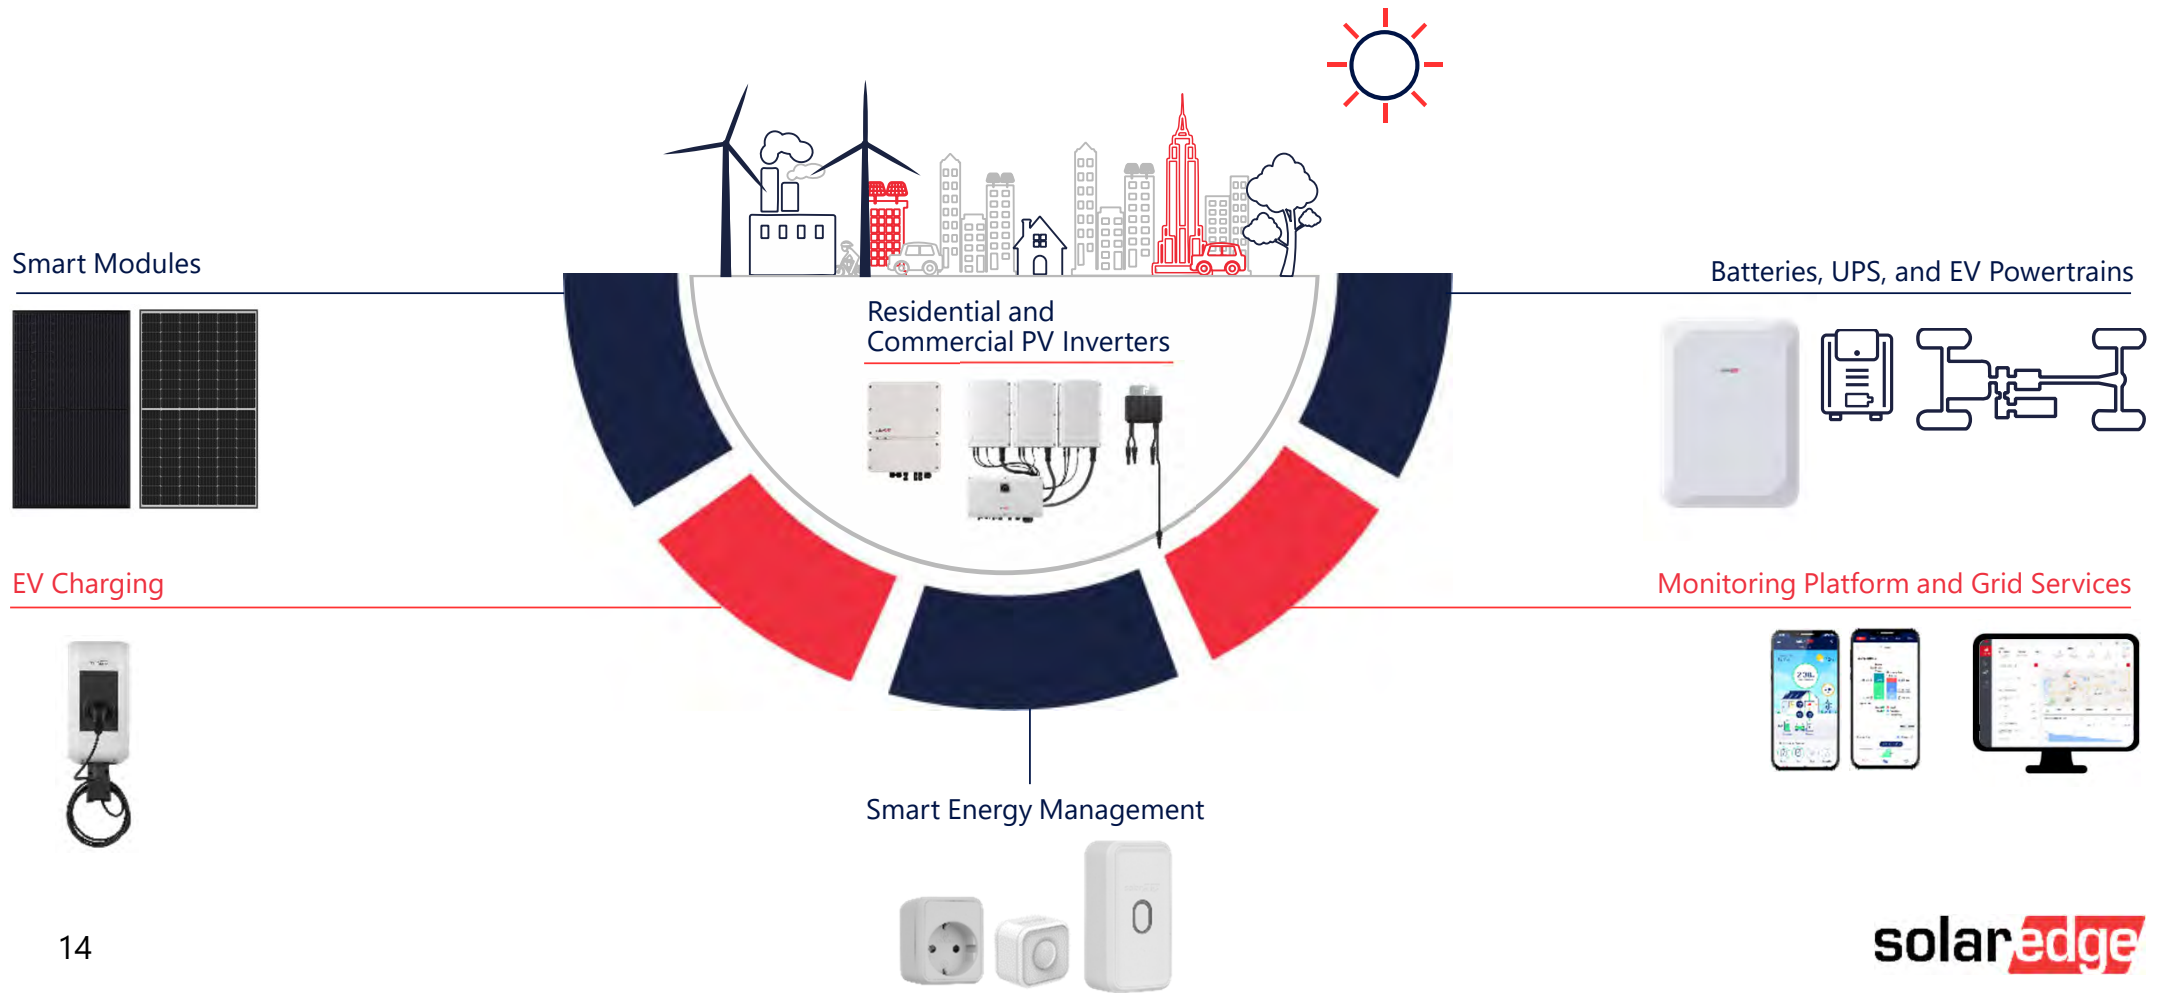 Smart Modules
Batteries, UPS, and EV Powertrains
Residential and
Commercial PV Inverters
EV Charging
Monitoring Platform and Grid Services
Smart Energy Management
14
solaredge